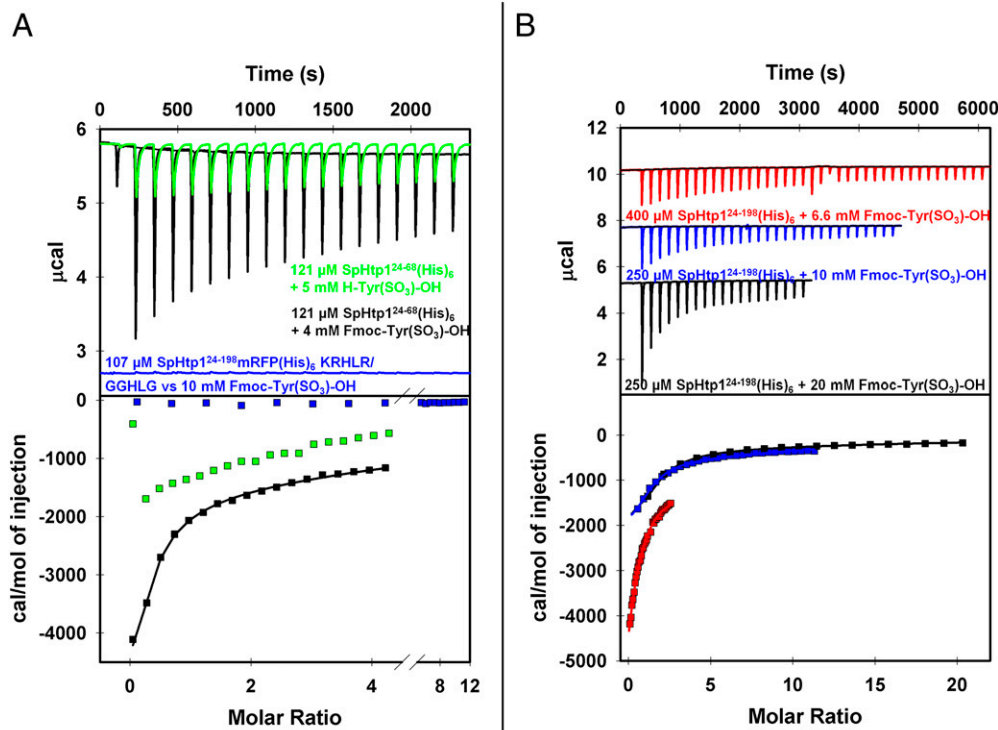 A
Time (s)
0 500 1000 1500 2000
6
5
4
3
µcal
121 µM SpHtp1²⁴⁻⁶⁸(His)₆
+ 5 mM H-Tyr(SO₃)-OH
121 µM SpHtp1²⁴⁻⁶⁸(His)₆
+ 4 mM Fmoc-Tyr(SO₃)-OH
107 µM SpHtp1²⁴⁻¹⁹⁸mRFP(His)₆ KRHLR/
GGHLG vs 10 mM Fmoc-Tyr(SO₃)-OH
0
-1000
-2000
-3000
-4000
cal/mol of injection
0 2 4 8 12
Molar Ratio
B
Time (s)
0 1000 2000 3000 4000 5000 6000
12
10
8
6
4
2
µcal
400 µM SpHtp1²⁴⁻¹⁹⁸(His)₆ + 6.6 mM Fmoc-Tyr(SO₃)-OH
250 µM SpHtp1²⁴⁻¹⁹⁸(His)₆ + 10 mM Fmoc-Tyr(SO₃)-OH
250 µM SpHtp1²⁴⁻¹⁹⁸(His)₆ + 20 mM Fmoc-Tyr(SO₃)-OH
0
-1000
-2000
-3000
-4000
-5000
cal/mol of injection
0 5 10 15 20
Molar Ratio